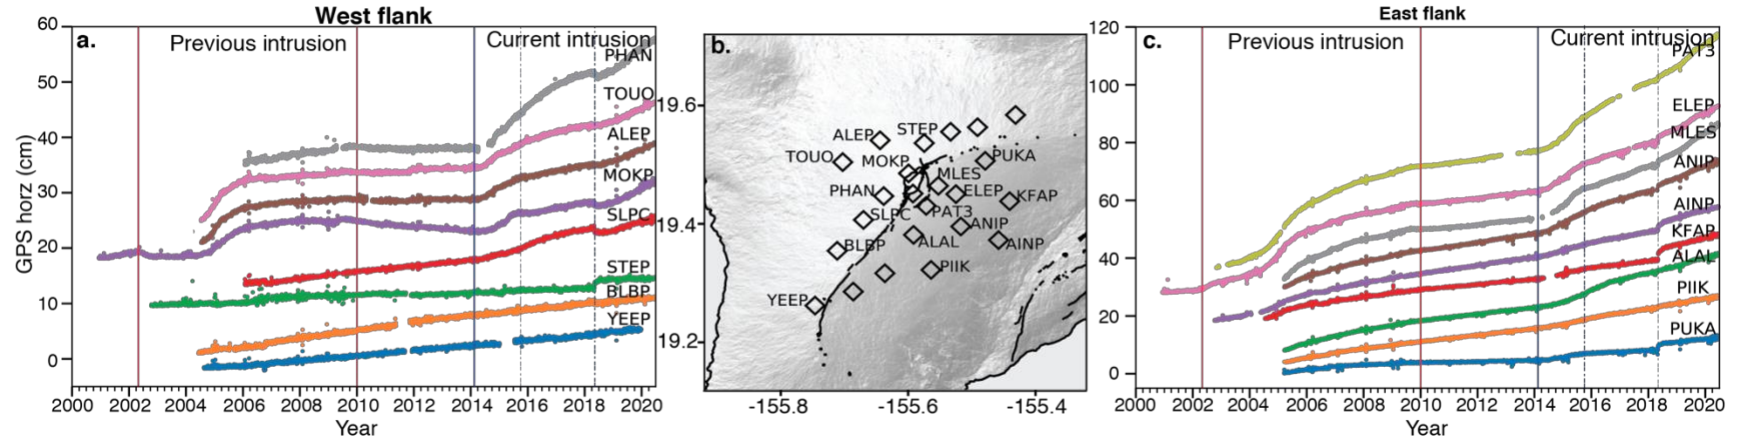 West flank
a.
Previous intrusion
Current intrusion
PHAN
TOUO
ALEP
MOKP
SLPC
STEP
BLBP
YEEP
60
50
40
30
20
10
0
GPS horz (cm)
2000 2002 2004 2006 2008 2010 2012 2014 2016 2018 2020
Year
b.
ALEP
STEP
TOUO
MOKP
PUKA
MLES
PHAN
ELEP
KFAP
SLPC
PAT3
ANIP
BLBP
ALAL
AINP
PIIK
YEEP
19.6
19.4
19.2
-155.8 -155.6 -155.4
East flank
c.
Previous intrusion
Current intrusion
PAT3
ELEP
MLES
ANIP
AINP
KFAP
ALAL
PIIK
PUKA
120
100
80
60
40
20
0
2000 2002 2004 2006 2008 2010 2012 2014 2016 2018 2020
Year